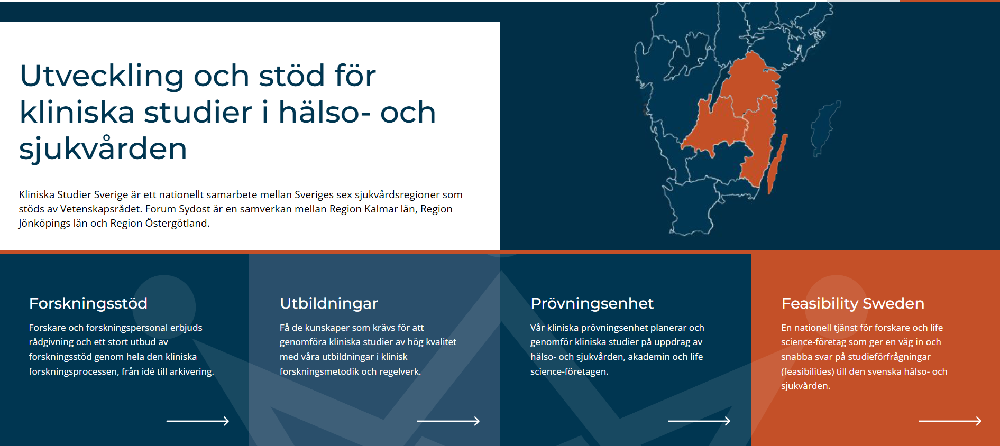 Utveckling och stöd för
kliniska studier i hälso- och
sjukvården
Kliniska Studier Sverige är ett nationellt samarbete mellan Sveriges sex sjukvårdsregioner som
stöds av Vetenskapsrådet. Forum Sydost är en samverkan mellan Region Kalmar län, Region
Jönköpings län och Region Östergötland.
Forskningsstöd
Forskare och forskningspersonal erbjuds
rådgivning och ett stort utbud av
forskningsstöd genom hela den kliniska
forskningsprocessen, från idé till arkivering.
Utbildningar
Få de kunskaper som krävs för att
genomföra kliniska studier av hög kvalitet
med våra utbildningar i klinisk
forskningsmetodik och regelverk.
Prövningsenhet
Vår kliniska prövningsenhet planerar och
genomför kliniska studier på uppdrag av
hälso- och sjukvården, akademin och life
science-företagen.
Feasibility Sweden
En nationell tjänst för forskare och life
science-företag som ger en väg in och
snabba svar på studieförfrågningar
(feasibilities) till den svenska hälso- och
sjukvården.